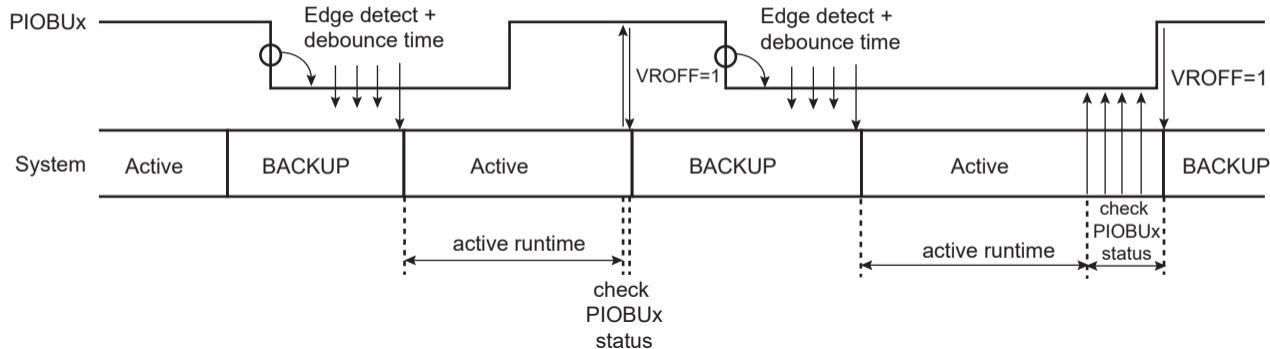 PIOBUx
Edge detect +
debounce time
VROFF=1
Edge detect +
debounce time
VROFF=1
System
Active
BACKUP
Active
BACKUP
Active
BACKUP
active runtime
check
PIOBUx
status
active runtime
check
PIOBUx
status